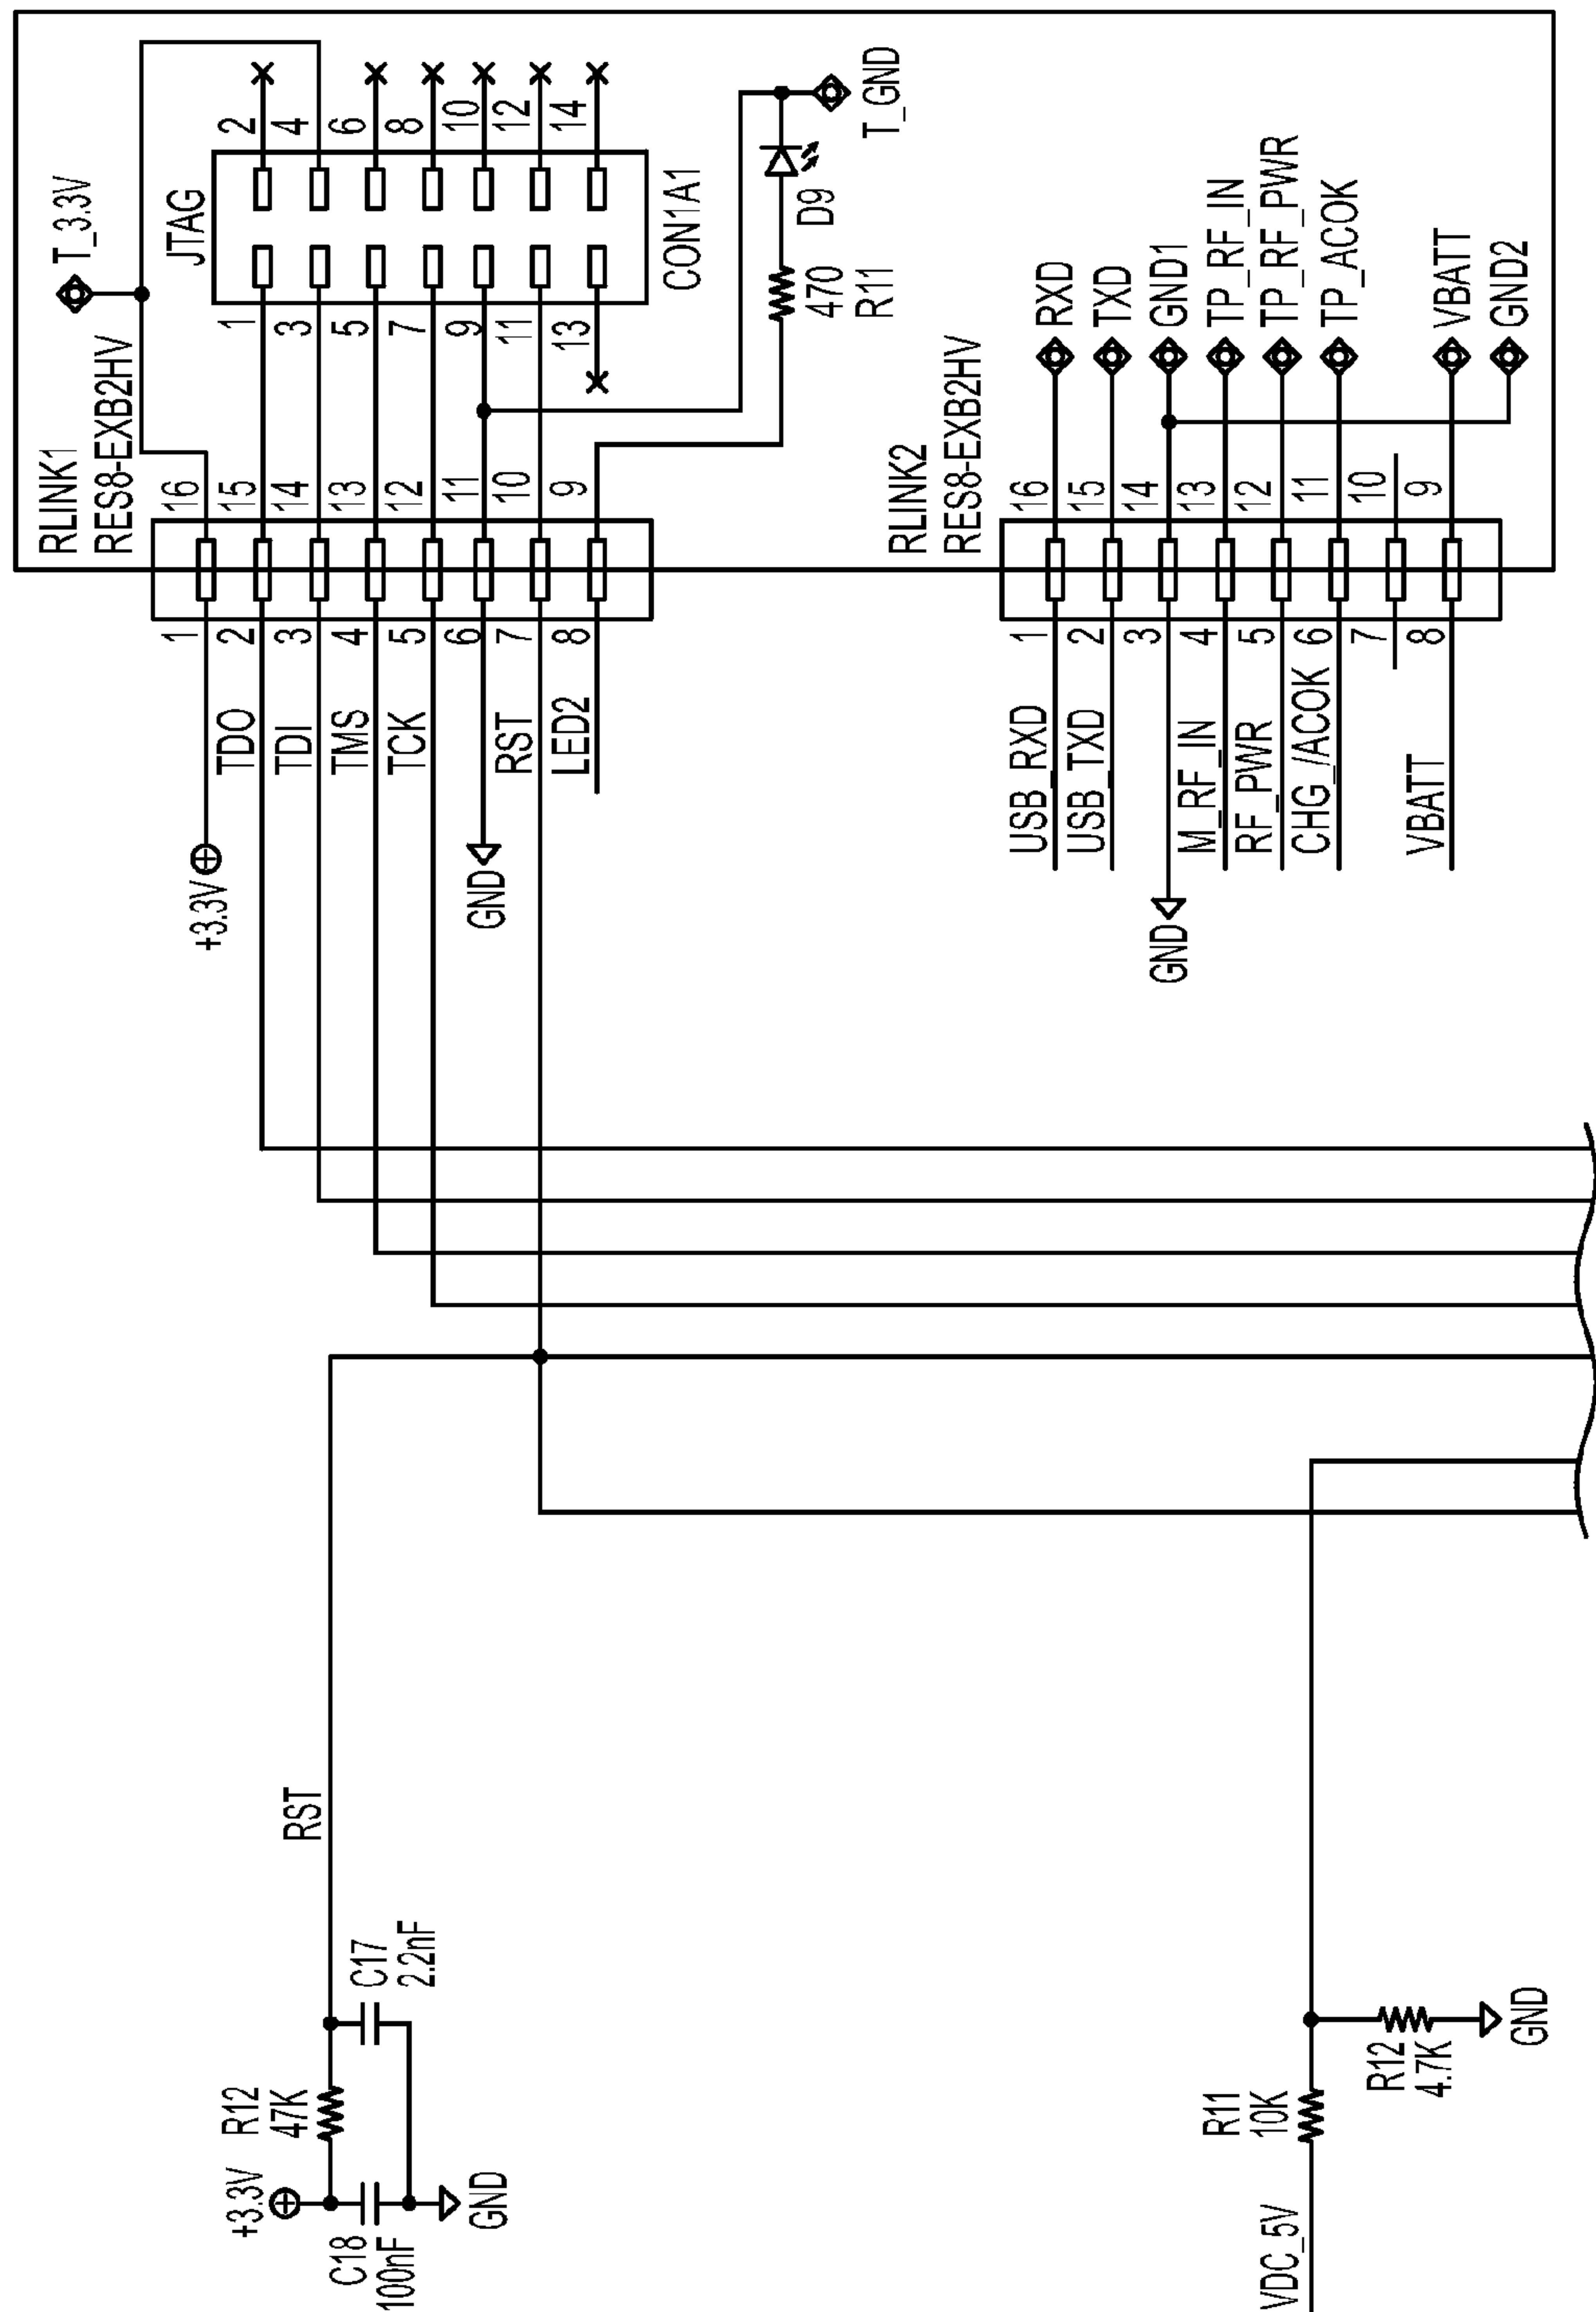 T_3.3V
JTAG
2
4
6
8
10
12
14
1
3
5
7
9
11
13
CON1A1
T_GND
D9
470
R11
RLINK1
RES8-EXB2HV
16
15
14
13
12
11
10
9
1
2
3
4
5
6
7
8
+3.3V
TDO
TDI
TMS
TCK
GND
RST
LED2
RLINK2
RES8-EXB2HV
16
15
14
13
12
11
10
9
RXD
TXD
GND1
TP_RF_IN
TP_RF_PWR
TP_ACOK
VBATT
GND2
1
2
3
4
5
6
7
8
USB_RXD
USB_TXD
GND
M_RF_IN
RF_PWR
CHG_/ACOK
VBATT
RST
C17
2.2nF
R12
47K
+3.3V
C18
100nF
GND
R11
10K
R12
4.7K
GND
VDC_5V